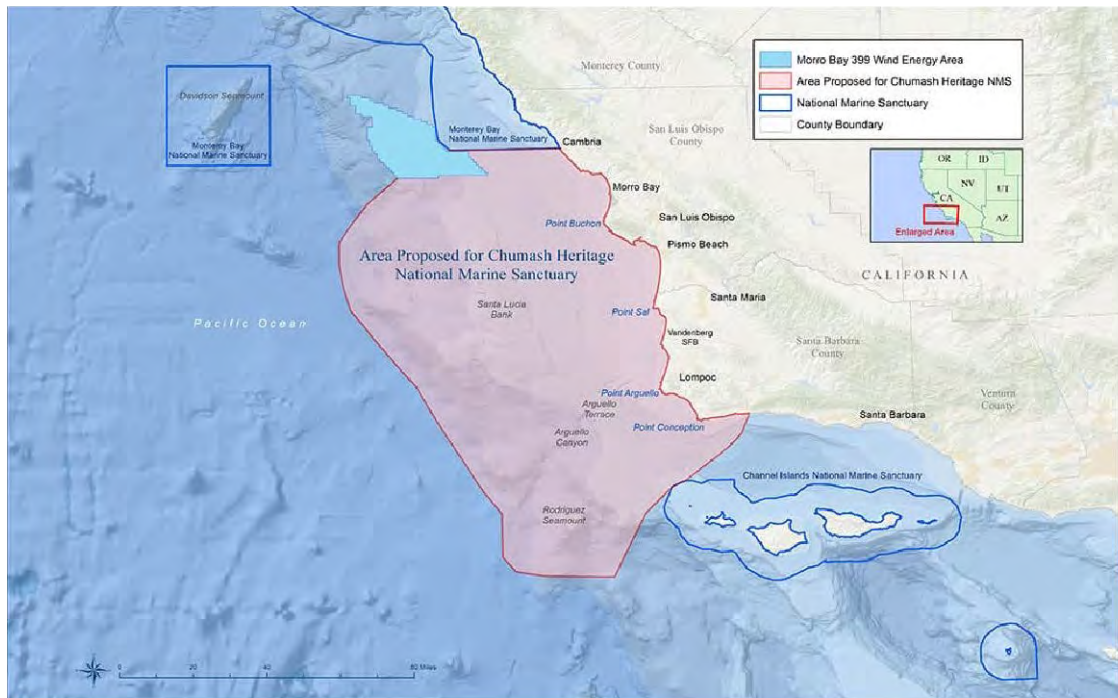 Morro Bay 399 Wind Energy Area
Area Proposed for Chumash Heritage NMS
National Marine Sanctuary
County Boundary
OR
ID
NV
UT
CA
AZ
Enlarged Area
Monterey County
Davidson Seamount
Monterey Bay
National Marine Sanctuary
Monterey Bay
National Marine Sanctuary
Cambria
San Luis Obispo
County
Morro Bay
Point Buchon
San Luis Obispo
Pismo Beach
Area Proposed for Chumash Heritage
National Marine Sanctuary
CALIFORNIA
Santa Lucia
Bank
Santa Maria
Point Sal
Pacific Ocean
Vandenberg
SFB
Santa Barbara
County
Lompoc
Point Arguello
Arguello
Terrace
Ventura
County
Santa Barbara
Point Conception
Arguello
Canyon
Channel Islands National Marine Sanctuary
Rodriguez
Seamount
0 20 40 80 Miles